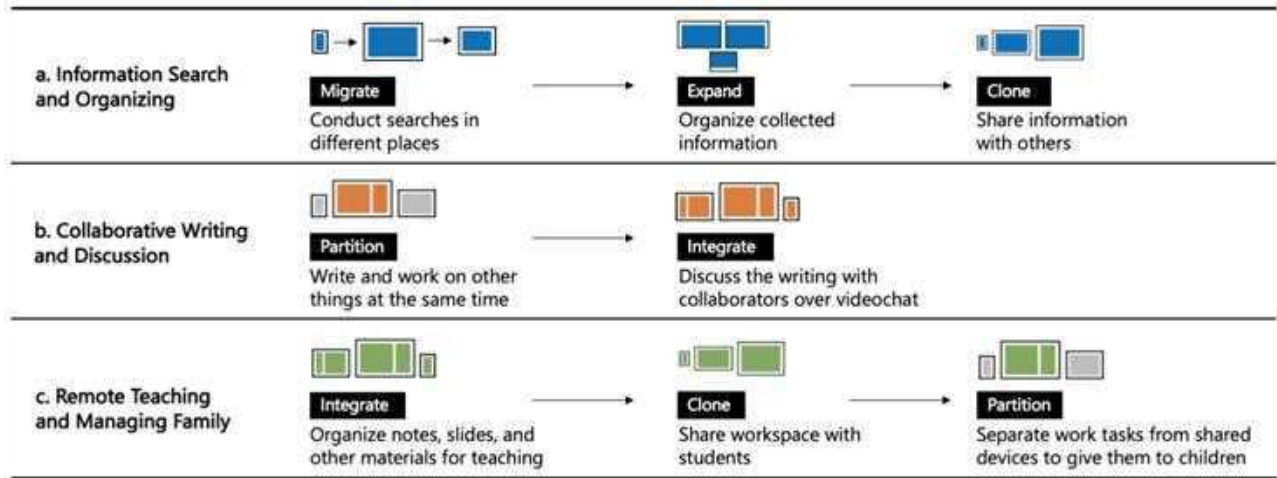 a. Information Search
and Organizing
Migrate
Conduct searches in
different places
Expand
Organize collected
information
Clone
Share information
with others
b. Collaborative Writing
and Discussion
Partition
Write and work on other
things at the same time
Integrate
Discuss the writing with
collaborators over videochat
c. Remote Teaching
and Managing Family
Integrate
Organize notes, slides, and
other materials for teaching
Clone
Share workspace with
students
Partition
Separate work tasks from shared
devices to give them to children